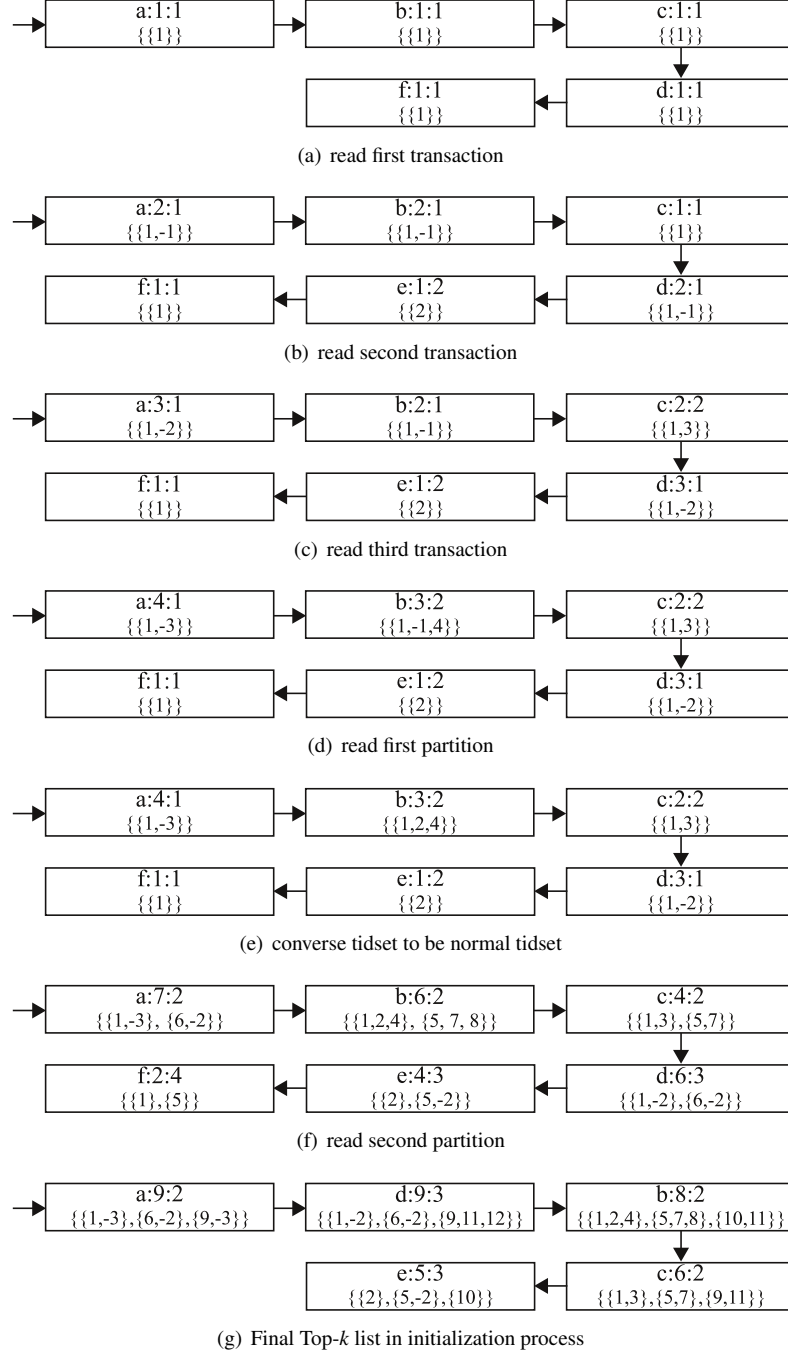 a:1:1 b:1:1 c:1:1
{{1}} {{1}} {{1}}
f:1:1 d:1:1
{{1}} {{1}}
(a) read first transaction
a:2:1 b:2:1 c:1:1
{{1,-1}} {{1,-1}} {{1}}
f:1:1 e:1:2 d:2:1
{{1}} {{2}} {{1,-1}}
(b) read second transaction
a:3:1 b:2:1 c:2:2
{{1,-2}} {{1,-1}} {{1,3}}
f:1:1 e:1:2 d:3:1
{{1}} {{2}} {{1,-2}}
(c) read third transaction
a:4:1 b:3:2 c:2:2
{{1,-3}} {{1,-1,4}} {{1,3}}
f:1:1 e:1:2 d:3:1
{{1}} {{2}} {{1,-2}}
(d) read first partition
a:4:1 b:3:2 c:2:2
{{1,-3}} {{1,2,4}} {{1,3}}
f:1:1 e:1:2 d:3:1
{{1}} {{2}} {{1,-2}}
(e) converse tidset to be normal tidset
a:7:2 b:6:2 c:4:2
{{1,-3}, {6,-2}} {{1,2,4}, {5, 7, 8}} {{1,3},{5,7}}
f:2:4 e:4:3 d:6:3
{{1},{5}} {{2},{5,-2}} {{1,-2},{6,-2}}
(f) read second partition
a:9:2 d:9:3 b:8:2
{{1,-3},{6,-2},{9,-3}} {{1,-2},{6,-2},{9,11,12}} {{1,2,4},{5,7,8},{10,11}}
e:5:3 c:6:2
{{2},{5,-2},{10}} {{1,3},{5,7},{9,11}}
(g) Final Top-k list in initialization process